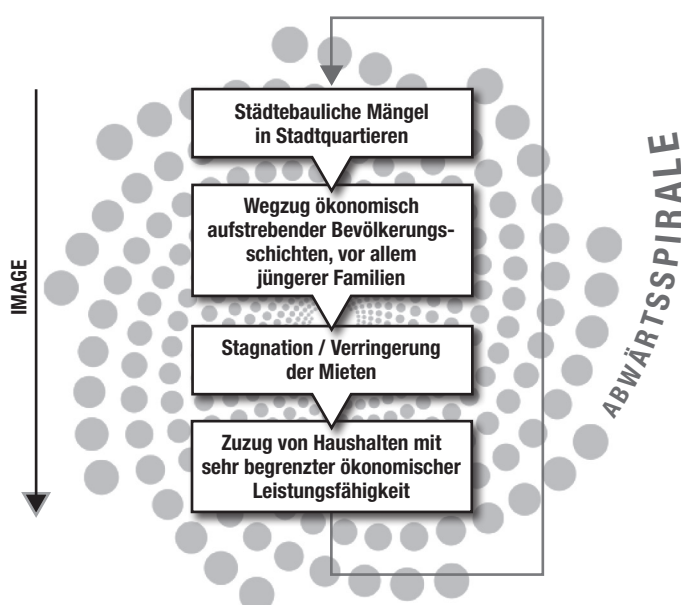 Städtebauliche Mängel
in Stadtquartieren
Wegzug ökonomisch
aufstrebender Bevölkerungs-
schichten, vor allem
jüngerer Familien
Stagnation / Verringerung
der Mieten
Zuzug von Haushalten mit
sehr begrenzter ökonomischer
Leistungsfähigkeit
IMAGE
ABWÄRTSSPIRALE